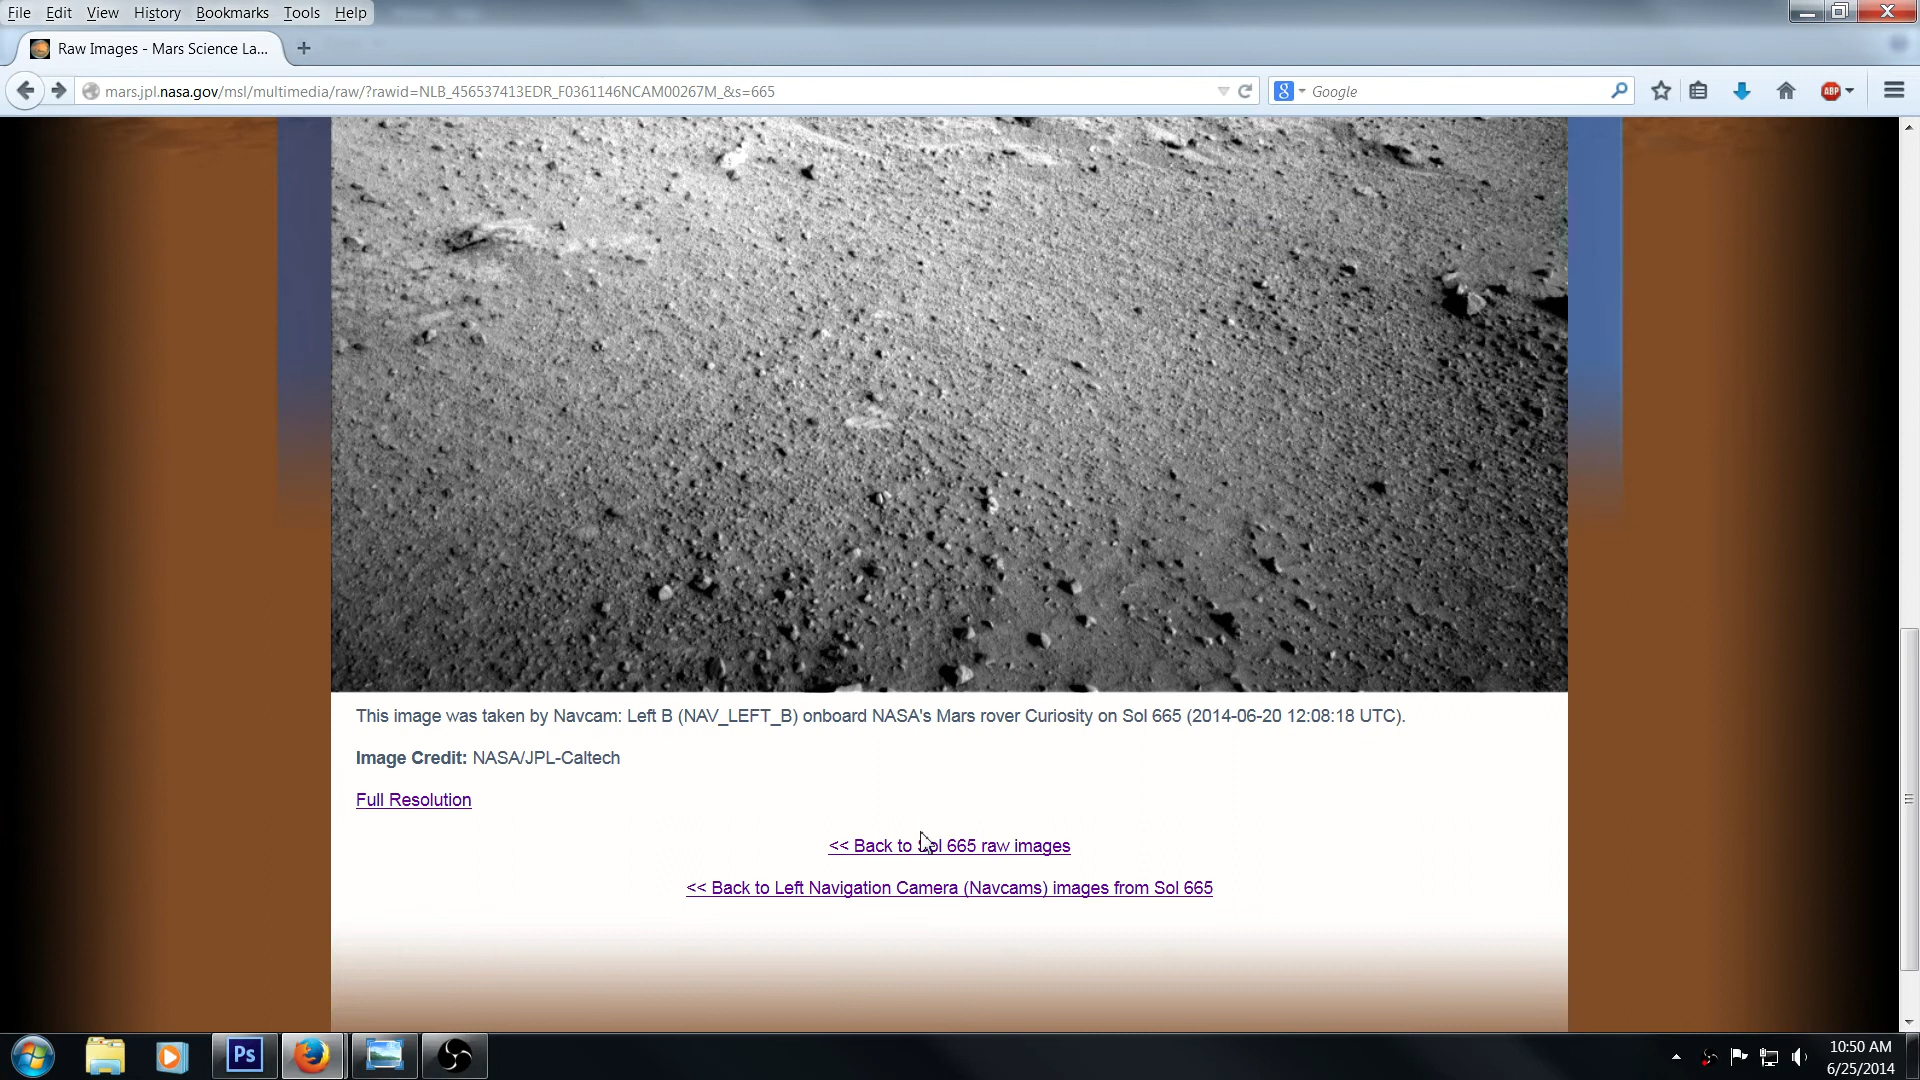 File Edit View History Bookmarks Tools Help
Raw Images - Mars Science La...
mars.jpl.nasa.gov/msl/multimedia/raw/?rawid=NLB_456537413EDR_F0361146NCAM00267M_&s=665
8 Google
ABP
This image was taken by Navcam: Left B (NAV_LEFT_B) onboard NASA's Mars rover Curiosity on Sol 665 (2014-06-20 12:08:18 UTC).
Image Credit: NASA/JPL-Caltech
Full Resolution
<< Back to Sol 665 raw images
<< Back to Left Navigation Camera (Navcams) images from Sol 665
Ps
10:50 AM
6/25/2014